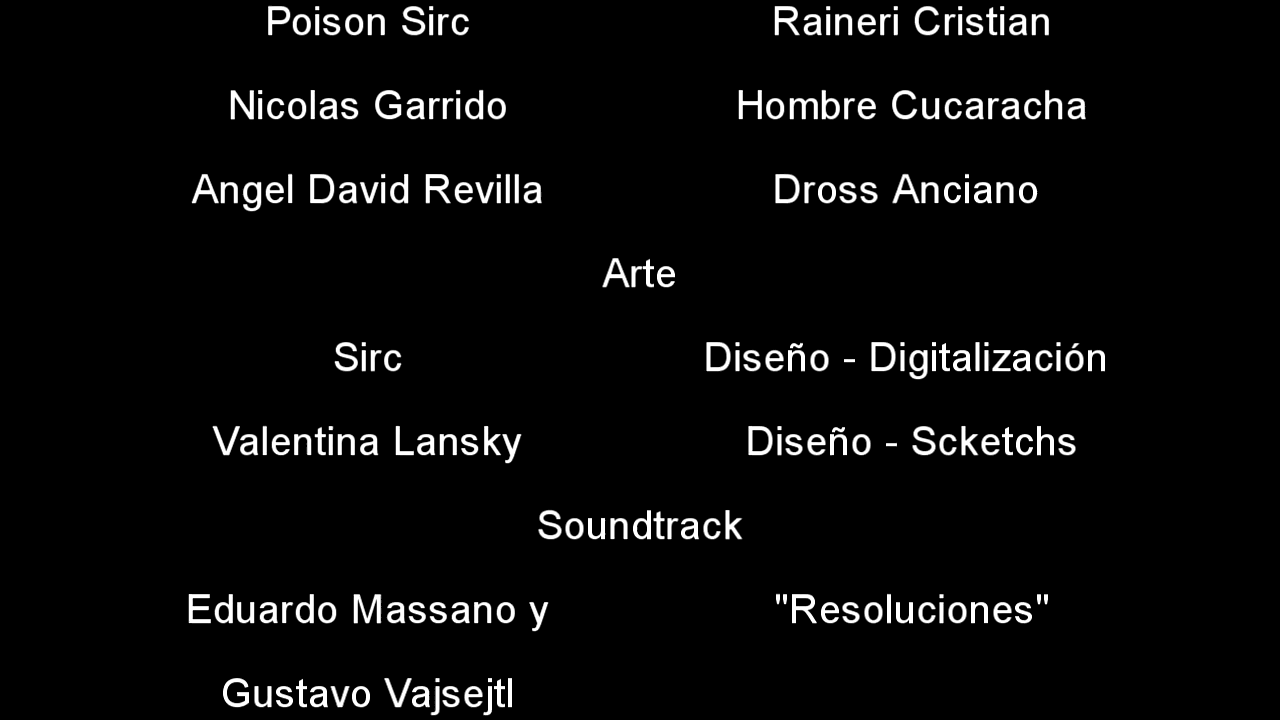 Poison Sirc Raineri Cristian
Nicolas Garrido Hombre Cucaracha
Angel David Revilla Dross Anciano
Arte
Sirc Diseño - Digitalización
Valentina Lansky Diseño - Scketchs
Soundtrack
Eduardo Massano y "Resoluciones"
Gustavo Vajsejtl